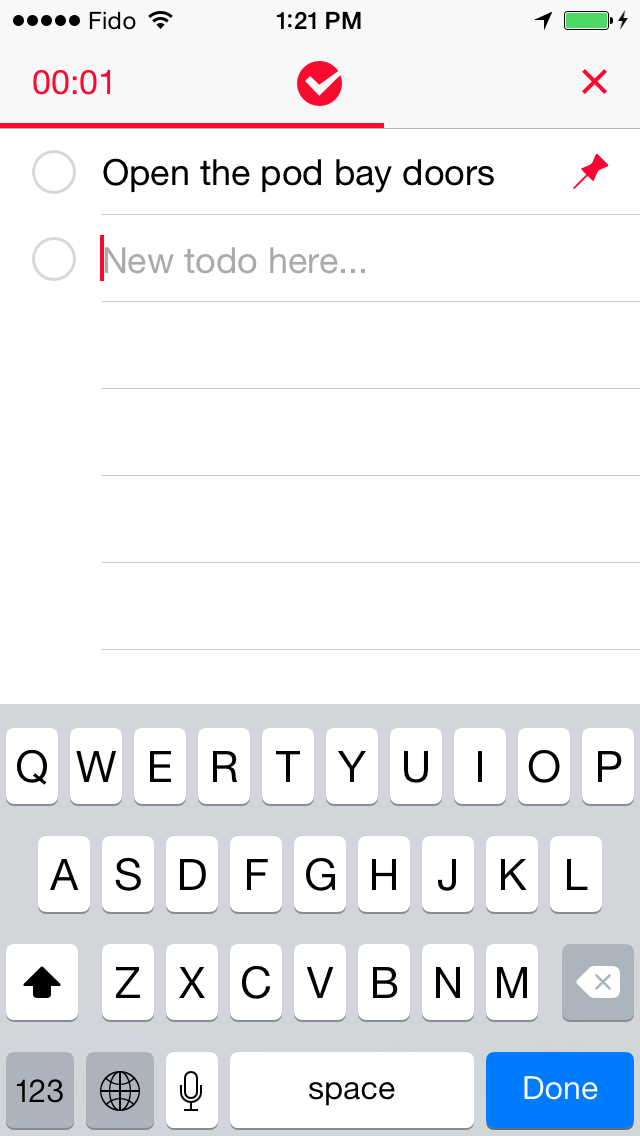 Fido 1:21 PM
00:01
Open the pod bay doors
New todo here...
Q W E R T Y U I O P
A S D F G H J K L
Z X C V B N M
123 space Done